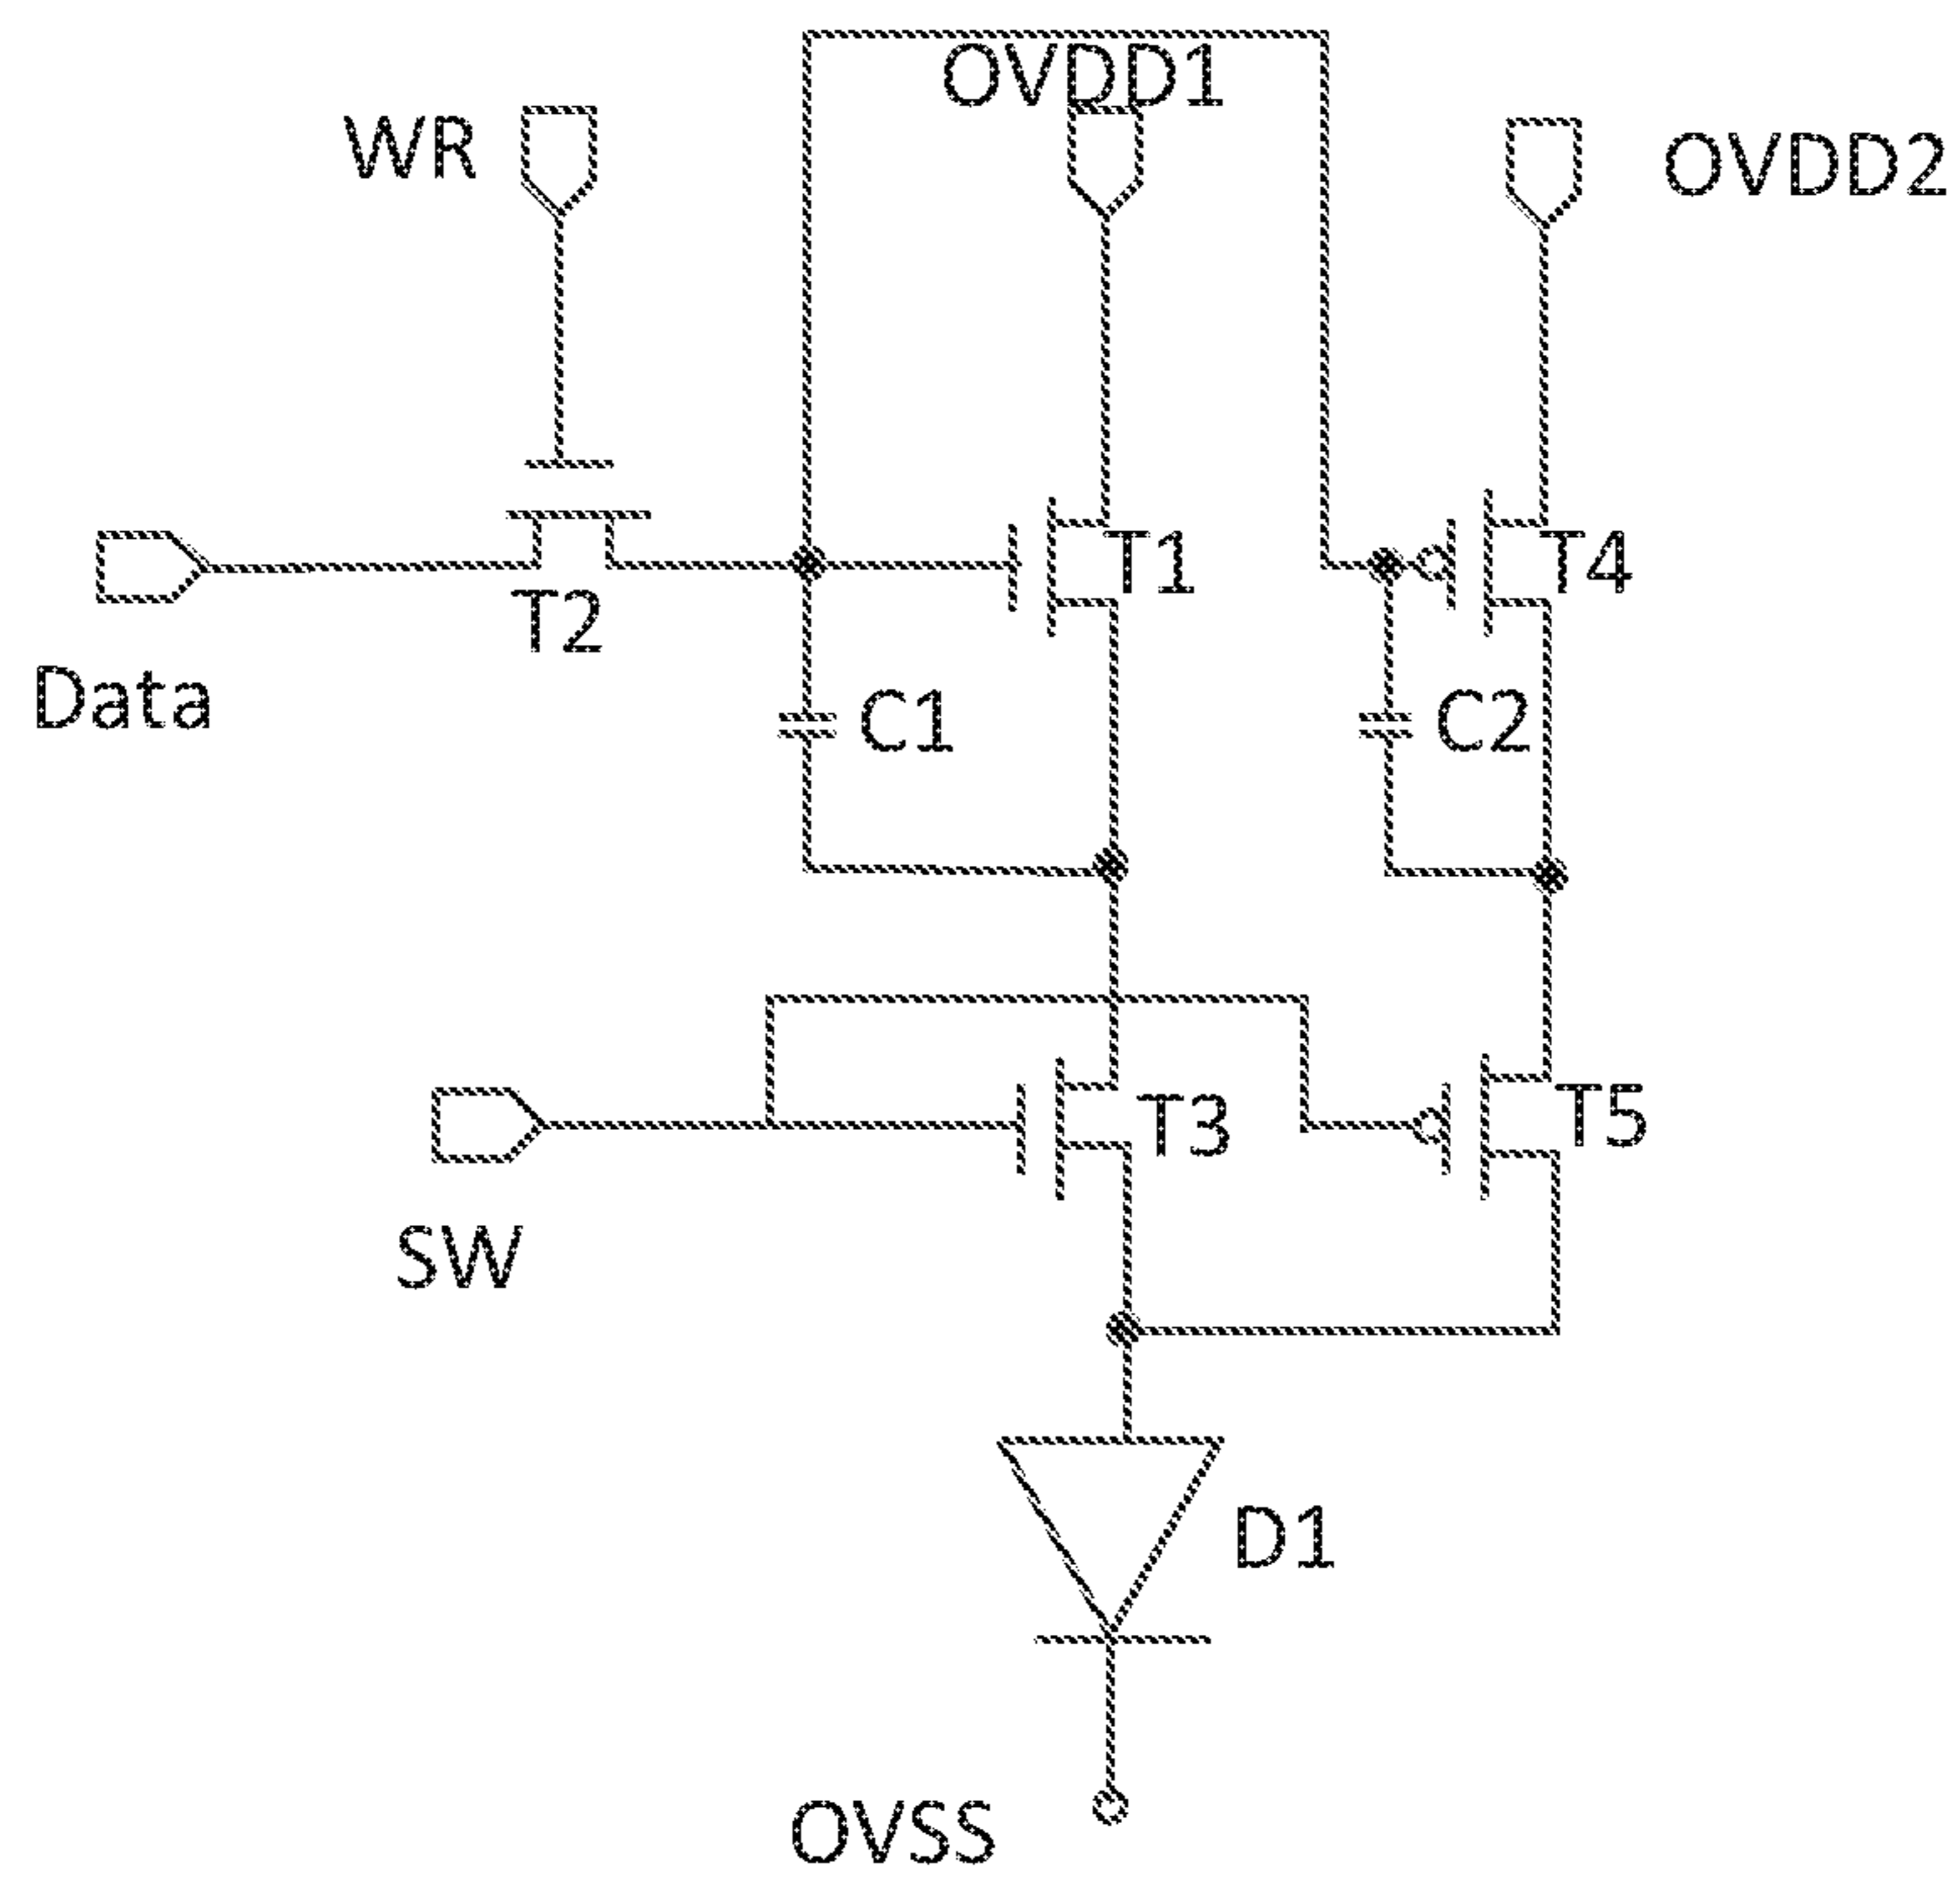 OVDD1
WR
OVDD2
T1
T4
T2
Data
C1
C2
T3
T5
SW
D1
OVSS